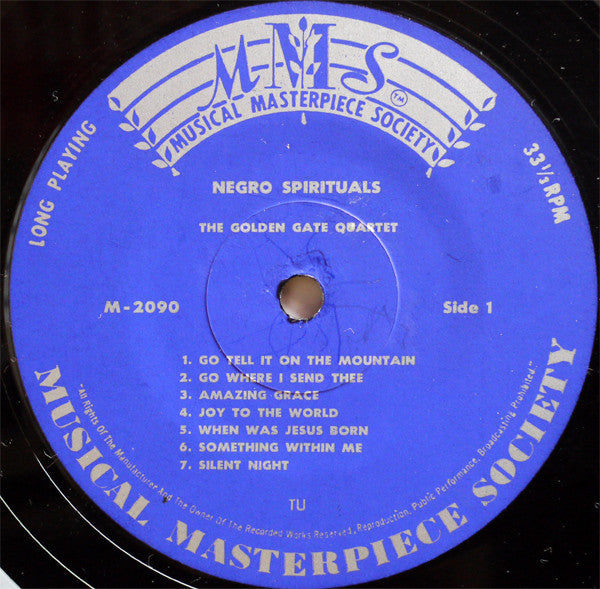 MMS
TM
MUSICAL MASTERPIECE SOCIETY
LONG PLAYING
33 1/3 RPM
NEGRO SPIRITUALS
THE GOLDEN GATE QUARTET
M-2090
Side 1
1. GO TELL IT ON THE MOUNTAIN
2. GO WHERE I SEND THEE
3. AMAZING GRACE
4. JOY TO THE WORLD
5. WHEN WAS JESUS BORN
6. SOMETHING WITHIN ME
7. SILENT NIGHT
TU
"All Rights Of The Manufacturer And The Owner Of The Recorded Works Reserved. Reproduction. Public Performance. Broadcasting Prohibited."
MUSICAL MASTERPIECE SOCIETY